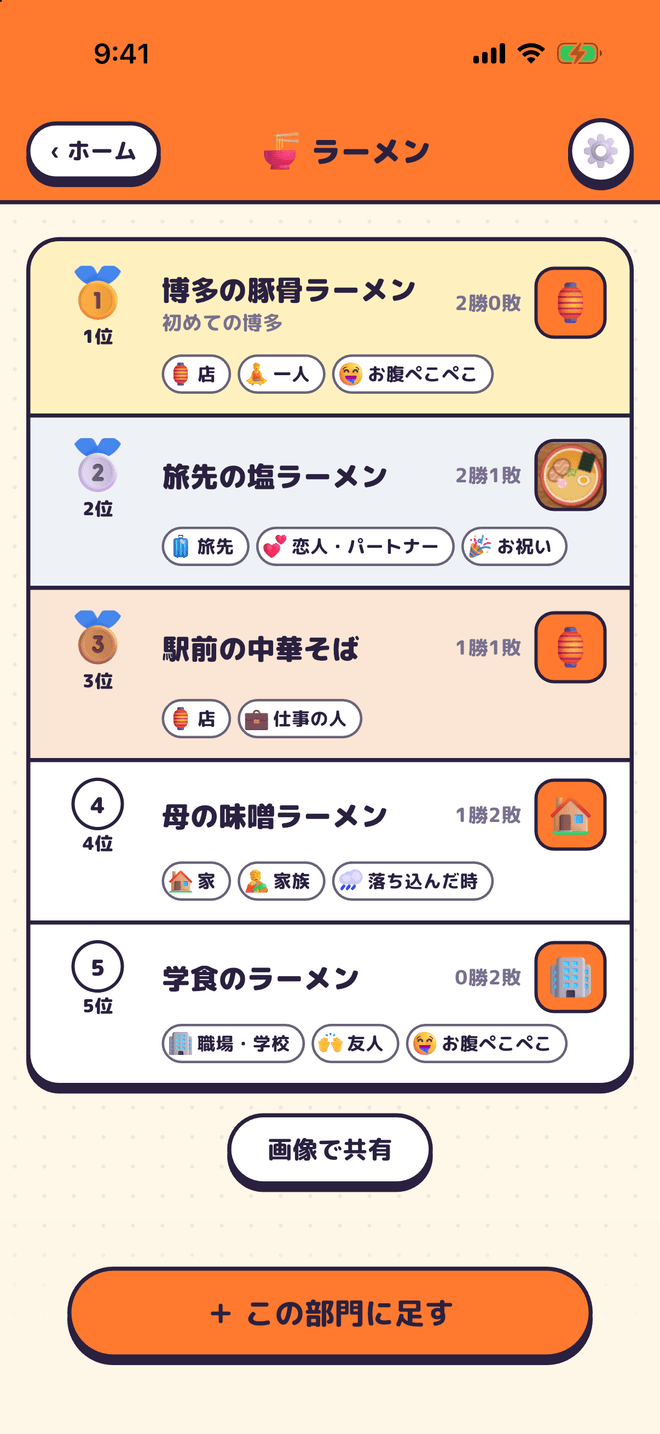 9:41
‹ ホーム
ラーメン
1
1位
博多の豚骨ラーメン
初めての博多
2勝0敗
店
一人
お腹ぺこぺこ
2
2位
旅先の塩ラーメン
2勝1敗
旅先
恋人・パートナー
お祝い
3
3位
駅前の中華そば
1勝1敗
店
仕事の人
4
4位
母の味噌ラーメン
1勝2敗
家
家族
落ち込んだ時
5
5位
学食のラーメン
0勝2敗
職場・学校
友人
お腹ぺこぺこ
画像で共有
＋ この部門に足す